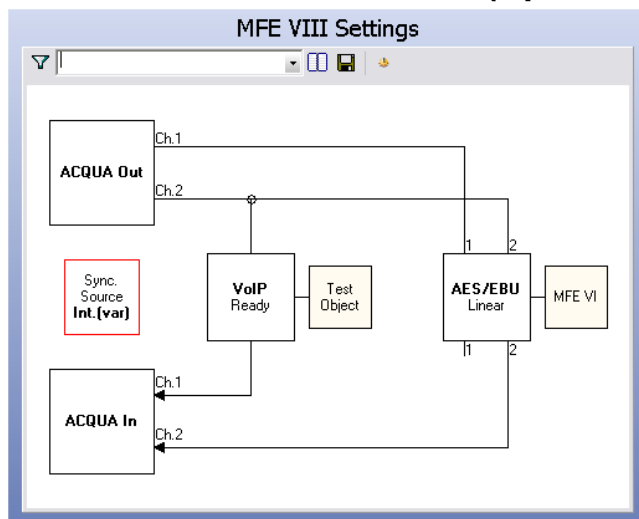 MFE VIII Settings
ACQUA Out
Ch.1
Ch.2
1
2
Sync.
Source
Int.(var)
VoIP
Ready
Test
Object
AES/EBU
Linear
MFE VI
1
2
ACQUA In
Ch.1
Ch.2